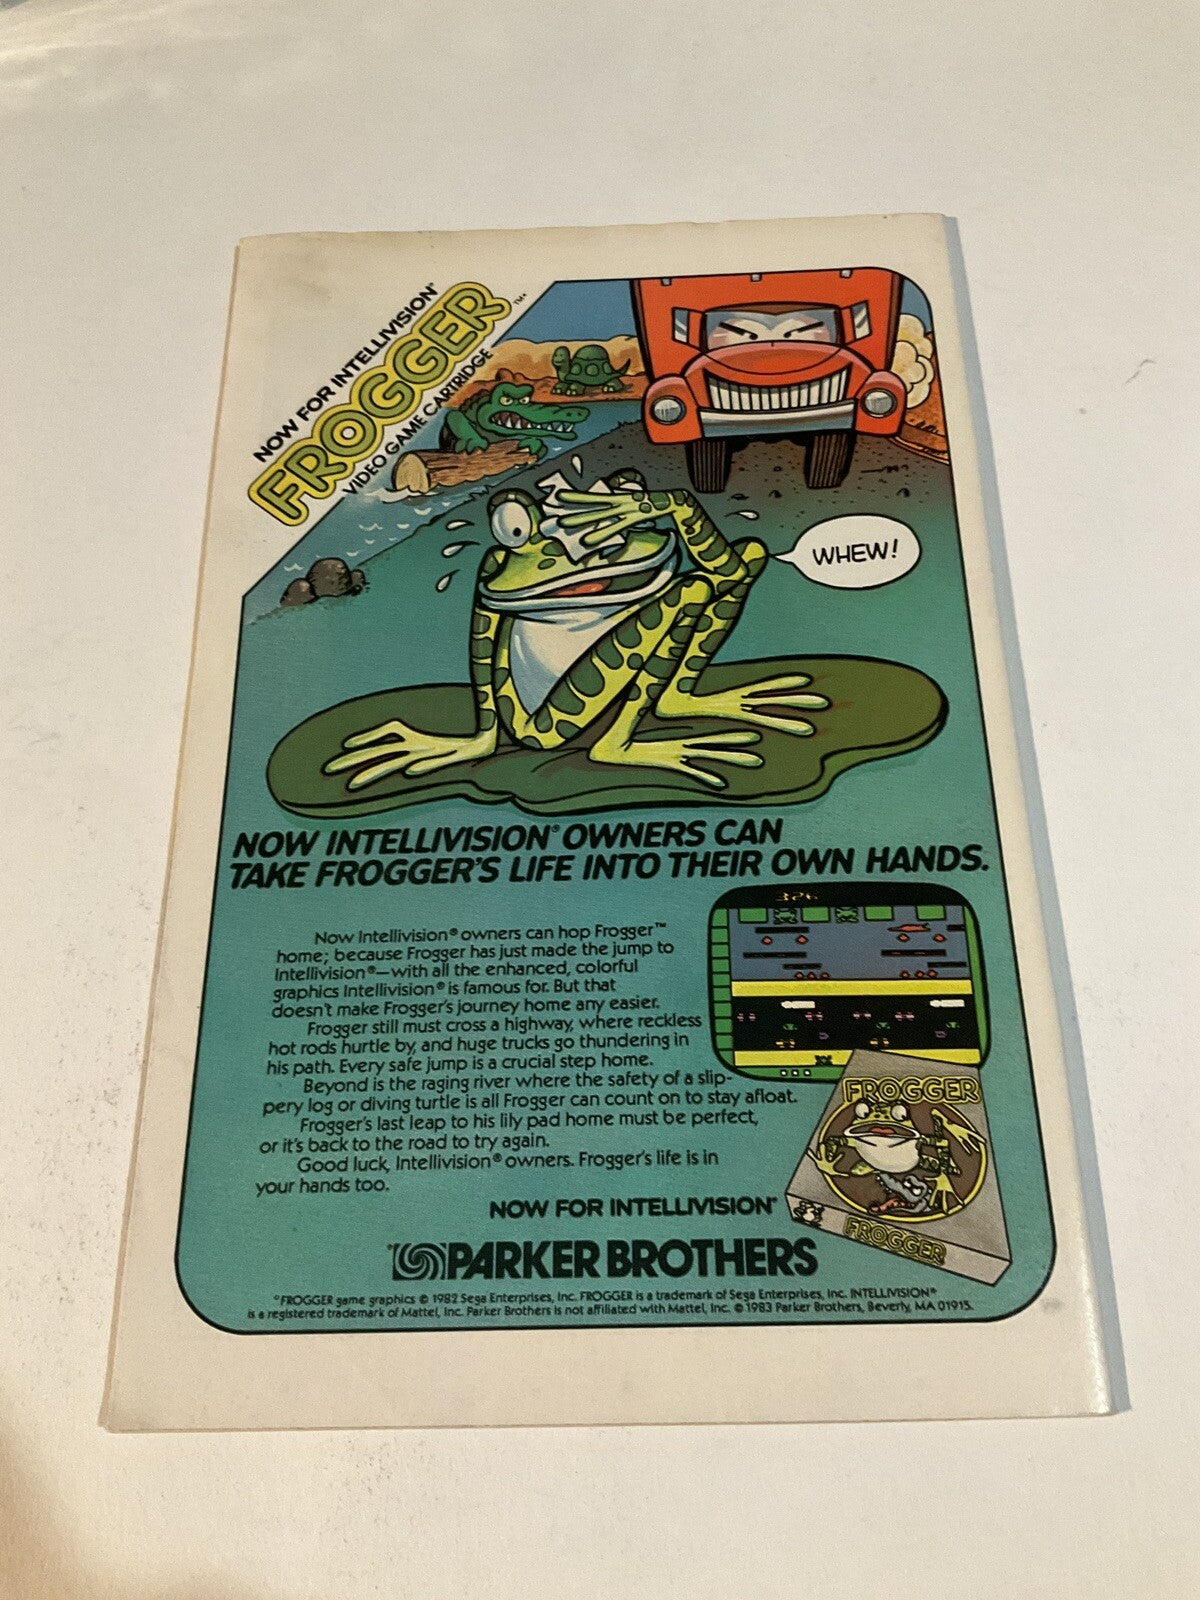 NOW FOR INTELLIVISION®
FROGGER™
VIDEO GAME CARTRIDGE
WHEW!
NOW INTELLIVISION® OWNERS CAN
TAKE FROGGER'S LIFE INTO THEIR OWN HANDS.
326
Now Intellivision® owners can hop Frogger™
home; because Frogger has just made the jump to
Intellivision®—with all the enhanced, colorful
graphics Intellivision® is famous for. But that
doesn't make Frogger's journey home any easier.
Frogger still must cross a highway, where reckless
hot rods hurtle by, and huge trucks go thundering in
his path. Every safe jump is a crucial step home.
Beyond is the raging river where the safety of a slip-
pery log or diving turtle is all Frogger can count on to stay afloat.
Frogger's last leap to his lily pad home must be perfect,
or it's back to the road to try again.
Good luck, Intellivision® owners. Frogger's life is in
your hands too.
FROGGER
FROGGER
NOW FOR INTELLIVISION®
PARKER BROTHERS
©FROGGER game graphics © 1982 Sega Enterprises, Inc. FROGGER is a trademark of Sega Enterprises, Inc. INTELLIVISION®
is a registered trademark of Mattel, Inc. Parker Brothers is not affiliated with Mattel, Inc. © 1983 Parker Brothers, Beverly, MA 01915.